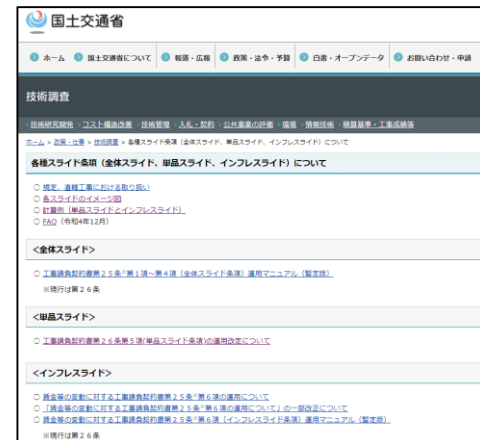 国土交通省
ホーム 国土交通省について 報道・広報 政策・法令・予算 白書・オープンデータ お問い合わせ・申請
技術調査
技術研究開発 コスト構造改善 技術管理 入札・契約 公共事業の評価 環境 情報技術 積算基準・工事成績等
ホーム > 政策・仕事 > 技術調査 > 各種スライド条項（全体スライド、単品スライド、インフレスライド）について
各種スライド条項（全体スライド、単品スライド、インフレスライド）について
○ 規定、直轄工事における取り扱い
○ 各スライドのイメージ図
○ 計算例（単品スライドとインフレスライド）
○ FAQ（令和4年12月）
＜全体スライド＞
○ 工事請負契約書第２５条※第１項～第４項（全体スライド条項）運用マニュアル（暫定版）
※現行は第２６条
＜単品スライド＞
○ 工事請負契約書第２６条第５項(単品スライド条項)の運用改定について
＜インフレスライド＞
○ 賃金等の変動に対する工事請負契約書第２５条※第６項の運用について
○ 「賃金等の変動に対する工事請負契約書第２５条※第６項の運用について」の一部改正について
○ 賃金等の変動に対する工事請負契約書第２５条※第６項（インフレスライド条項）運用マニュアル（暫定版）
※現行は第２６条